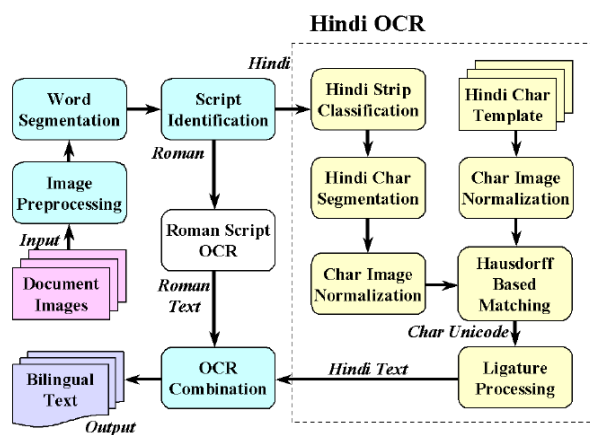 Hindi OCR
Hindi
Word
Segmentation
Script
Identification
Hindi Strip
Classification
Hindi Char
Template
Roman
Image
Preprocessing
Hindi Char
Segmentation
Char Image
Normalization
Input
Roman Script
OCR
Document
Images
Roman
Text
Char Image
Normalization
Hausdorff
Based
Matching
Char Unicode
Bilingual
Text
OCR
Combination
Hindi Text
Ligature
Processing
Output